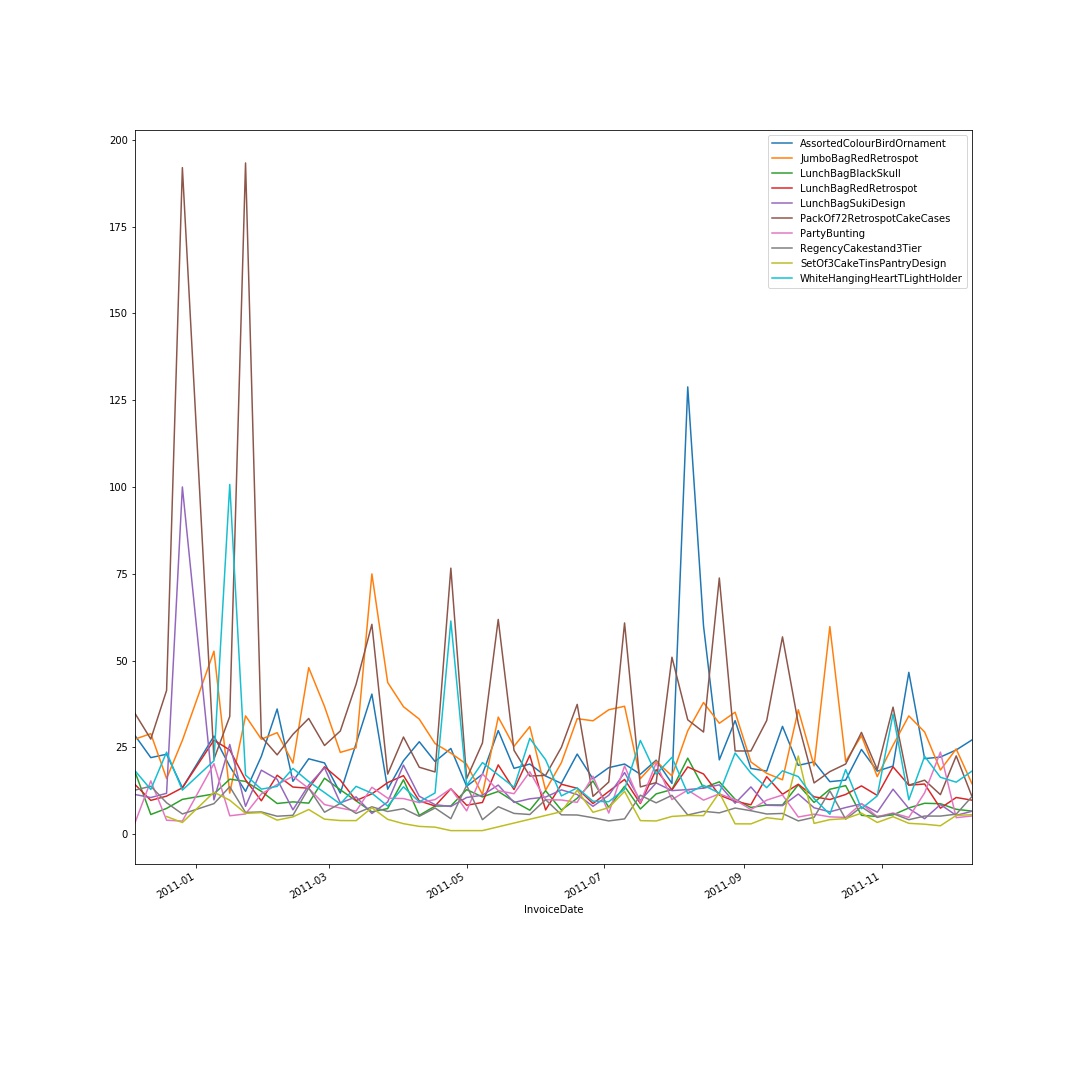 200
175
150
125
100
75
50
25
0
AssortedColourBirdOrnament
JumboBagRedRetrospot
LunchBagBlackSkull
LunchBagRedRetrospot
LunchBagSukiDesign
PackOf72RetrospotCakeCases
PartyBunting
RegencyCakestand3Tier
SetOf3CakeTinsPantryDesign
WhiteHangingHeartTLightHolder
2011-01
2011-03
2011-05
2011-07
2011-09
2011-11
InvoiceDate